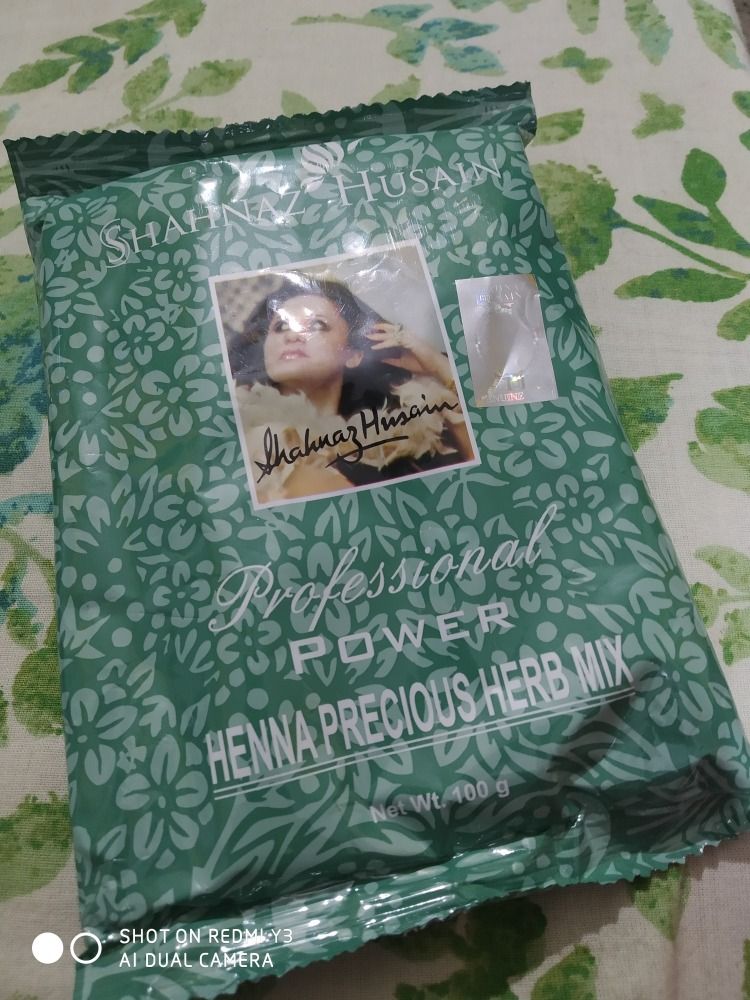 SHAHNAZ HUSAIN
Shahnaz Husain
Professional
POWER
HENNA PRECIOUS HERB MIX
Net Wt. 100 g
SHOT ON REDMI Y3
AI DUAL CAMERA